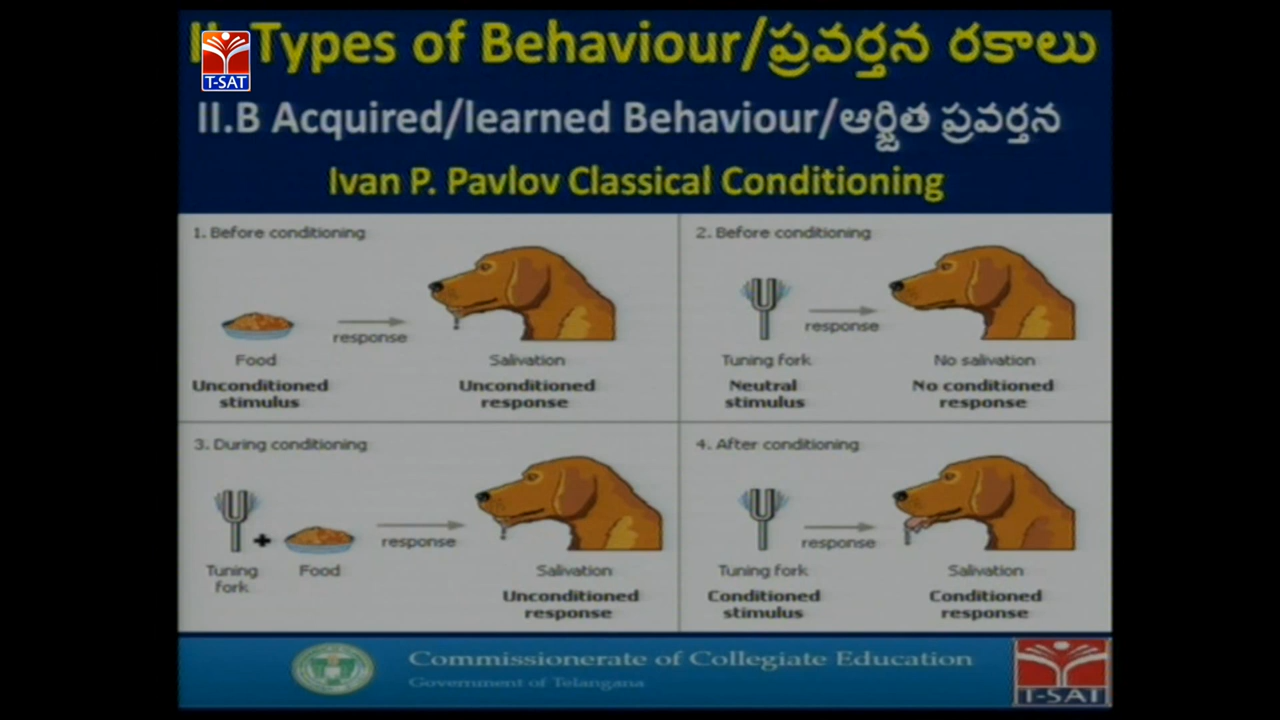 Types of Behaviour/ప్రవర్తన రకాలు
T-SAT
II.B Acquired/learned Behaviour/ఆర్జిత ప్రవర్తన
Ivan P. Pavlov Classical Conditioning
1. Before conditioning
response
Food
Salivation
Unconditioned
stimulus
Unconditioned
response
2. Before conditioning
response
Tuning fork
No salivation
Neutral
stimulus
No conditioned
response
3. During conditioning
response
Tuning
fork
+
Food
Salivation
Unconditioned
response
4. After conditioning
response
Tuning fork
Salivation
Conditioned
stimulus
Conditioned
response
Commissionerate of Collegiate Education
Government of Telangana
T-SAT